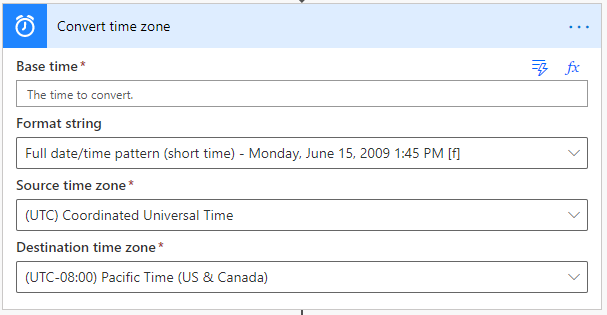 Convert time zone
...
Base time*
fx
The time to convert.
Format string
Full date/time pattern (short time) - Monday, June 15, 2009 1:45 PM [f]
Source time zone*
(UTC) Coordinated Universal Time
Destination time zone*
(UTC-08:00) Pacific Time (US & Canada)